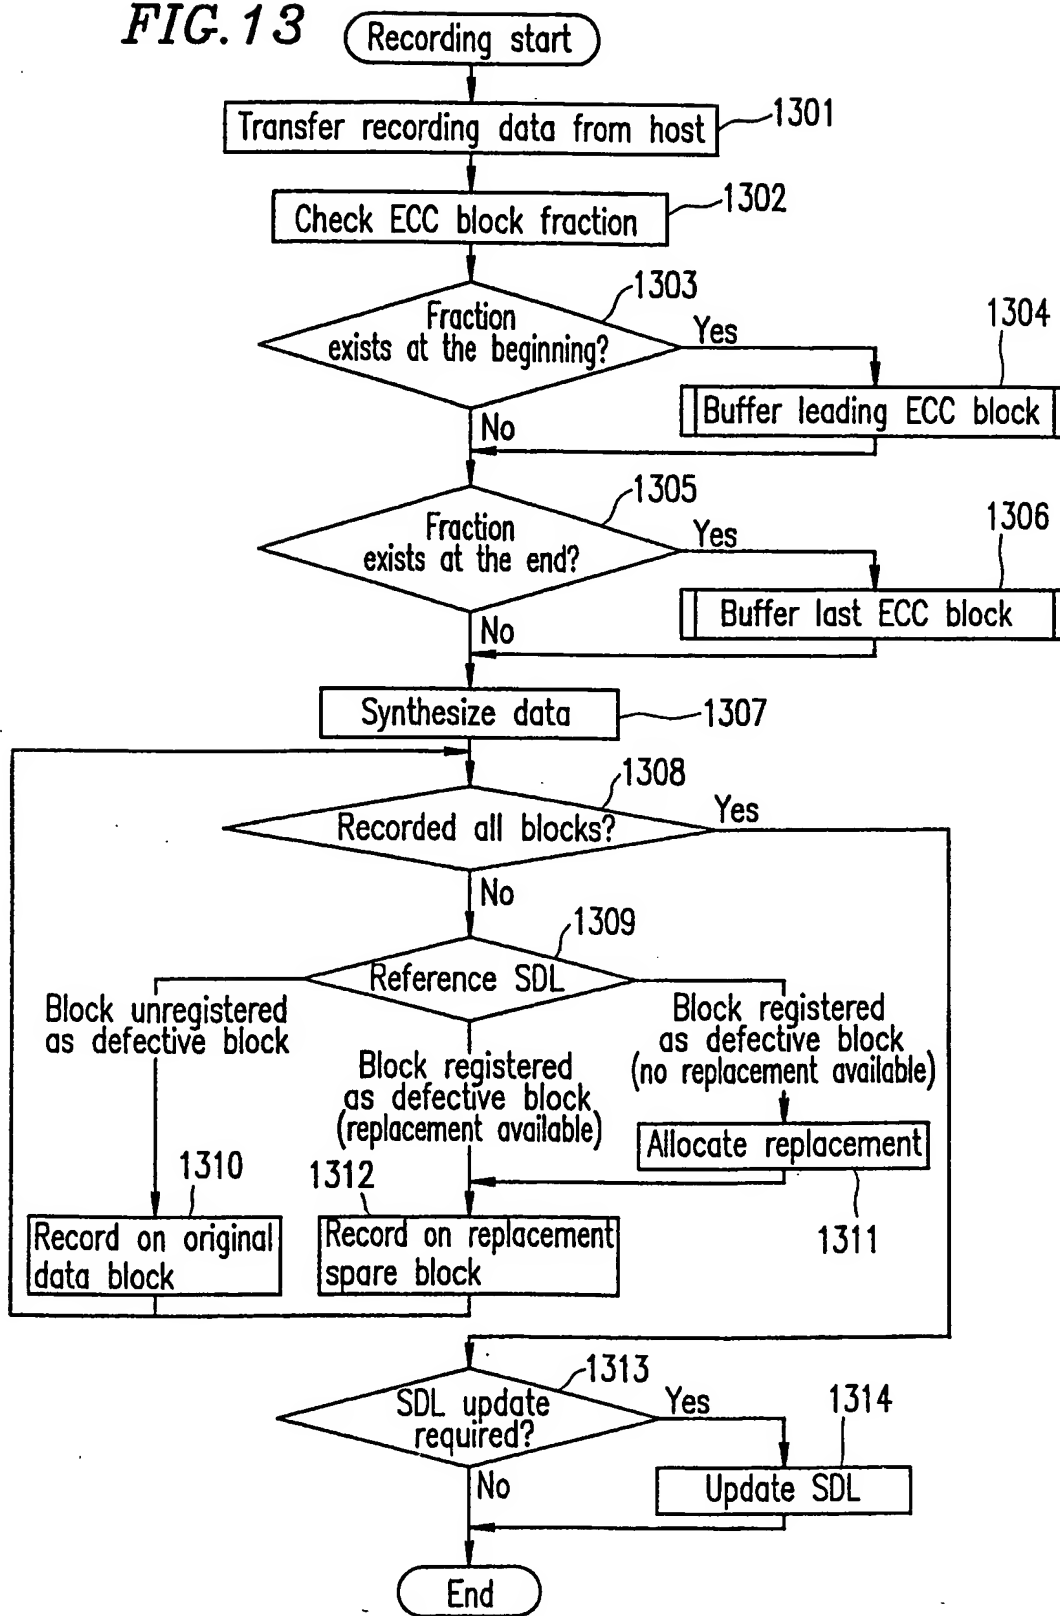 FIG.13
Recording start
Transfer recording data from host
1301
Check ECC block fraction
1302
1303
Fraction
exists at the beginning?
Yes
1304
Buffer leading ECC block
No
1305
Fraction
exists at the end?
Yes
1306
Buffer last ECC block
No
Synthesize data
1307
1308
Recorded all blocks?
Yes
No
1309
Reference SDL
Block unregistered
as defective block
Block registered
as defective block
(replacement available)
Block registered
as defective block
(no replacement available)
Allocate replacement
1311
1310
Record on original
data block
1312
Record on replacement
spare block
1313
SDL update
required?
Yes
1314
Update SDL
No
End